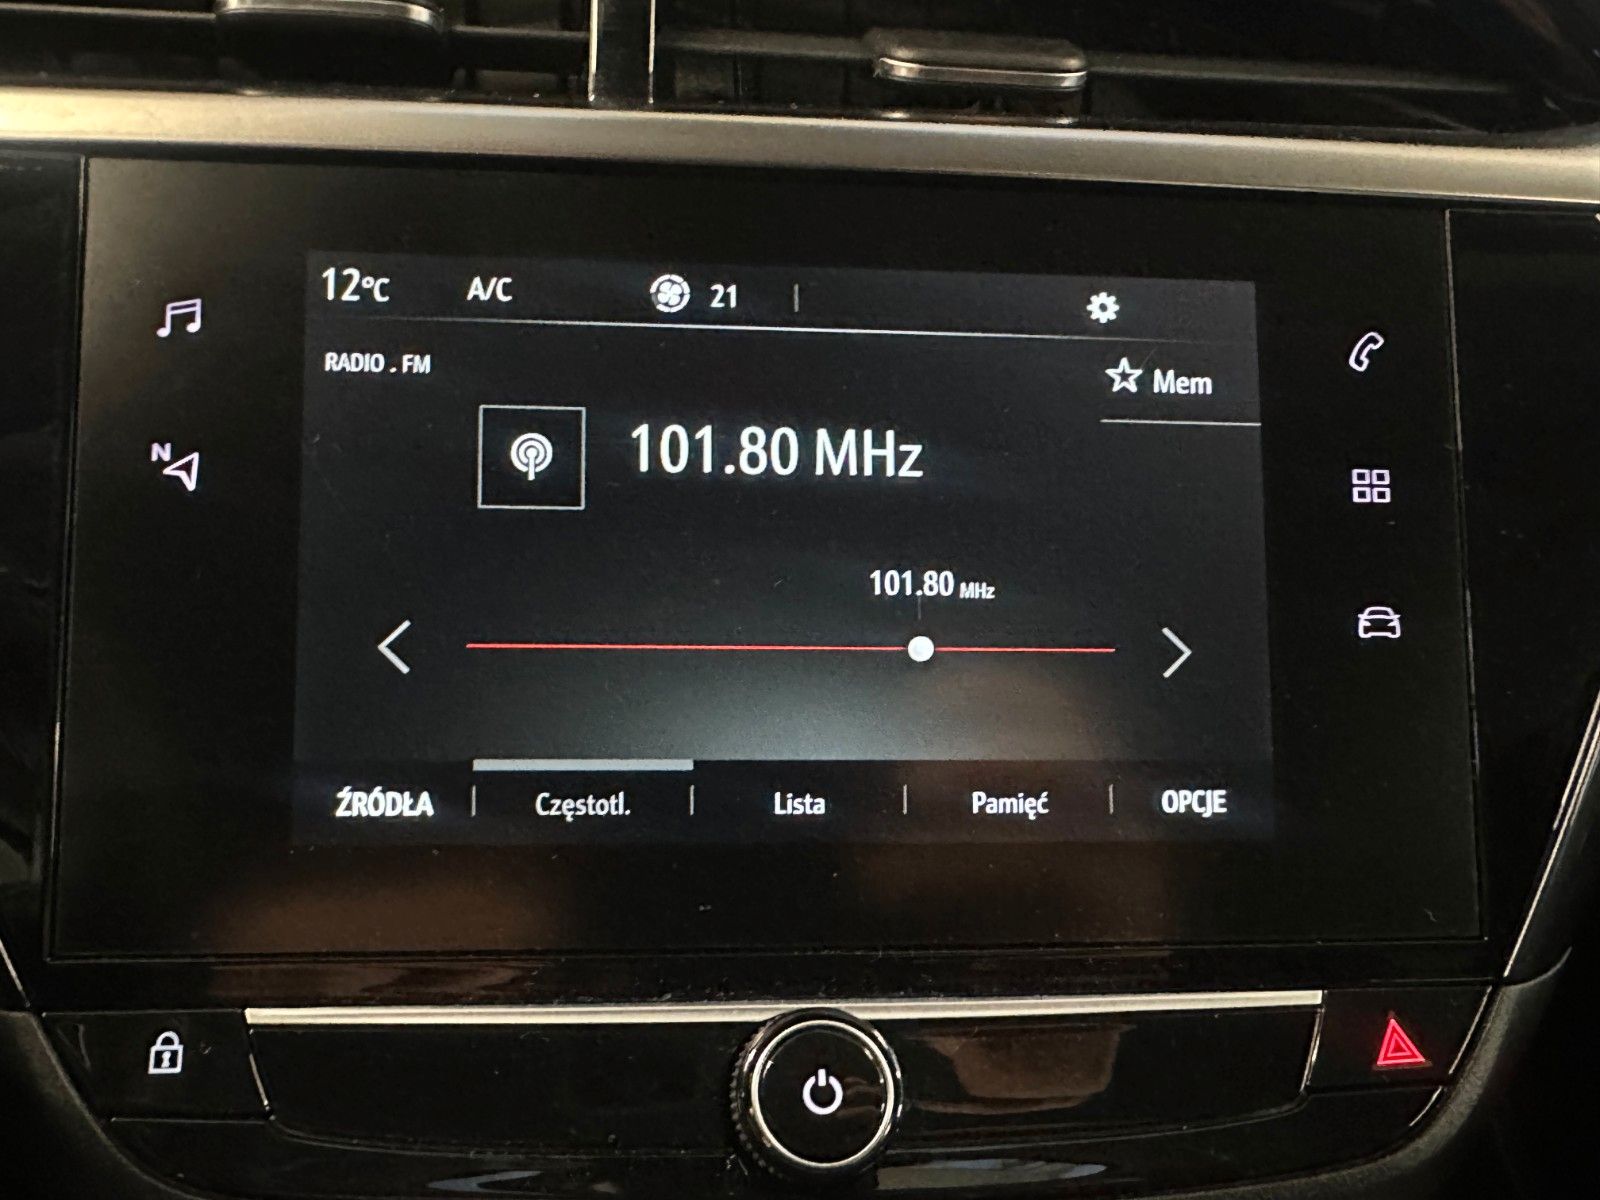 12°C A/C 21
RADIO . FM
Mem
101.80 MHz
N
101.80 MHz
ŹRÓDŁA | Częstotl. | Lista | Pamięć | OPCJE